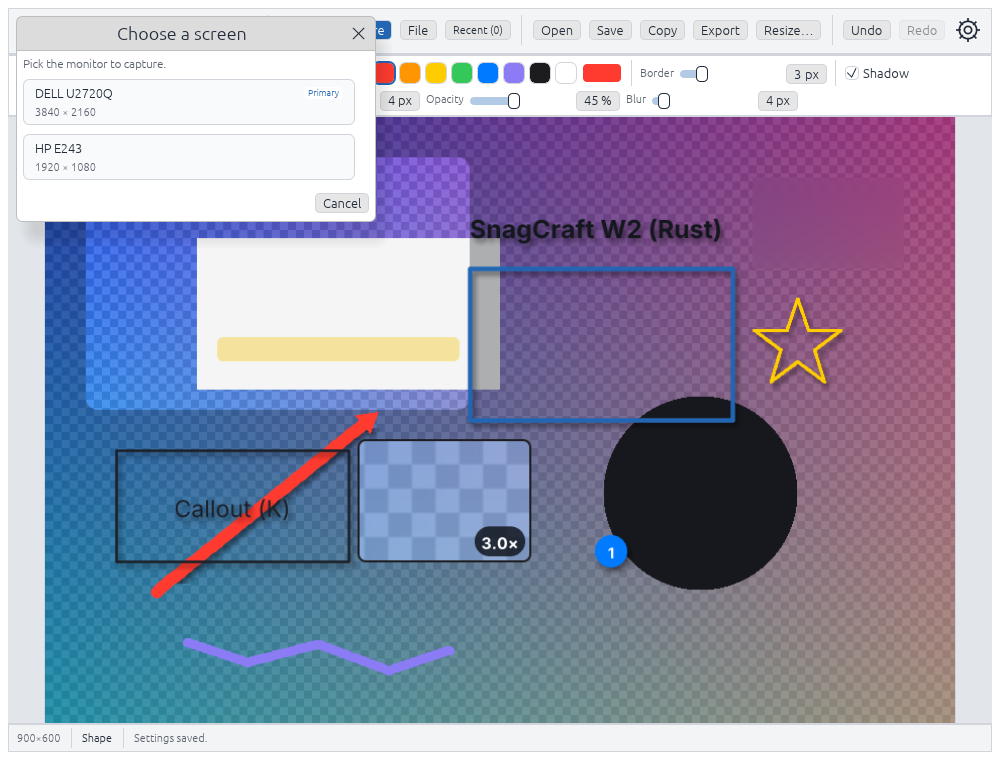 Choose a screen
Pick the monitor to capture.
DELL U2720Q
Primary
3840 × 2160
HP E243
1920 × 1080
Cancel
File
Recent (0)
Open
Save
Copy
Export
Resize...
Undo
Redo
Border
3 px
Shadow
4 px
Opacity
45 %
Blur
4 px
SnagCraft W2 (Rust)
Callout (K)
3.0×
1
900×600
Shape
Settings saved.